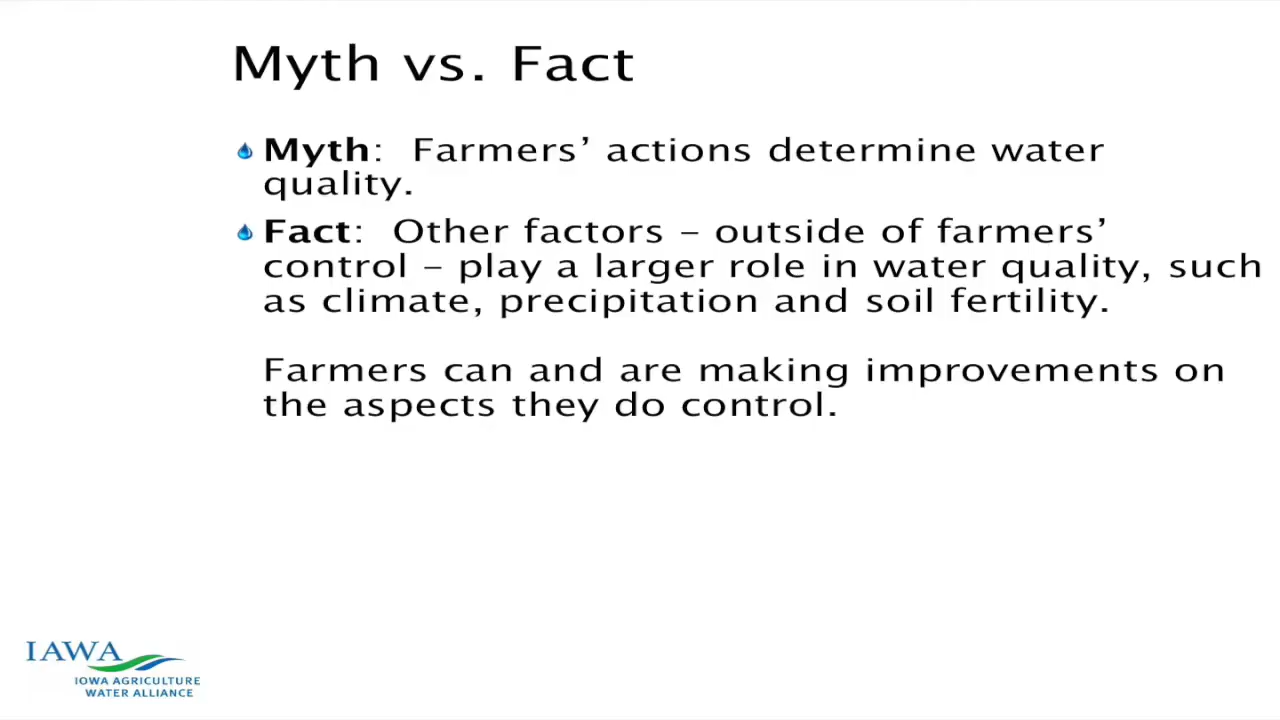 Myth vs. Fact
Myth:  Farmers’ actions determine water
quality.
Fact:  Other factors – outside of farmers’
control – play a larger role in water quality, such
as climate, precipitation and soil fertility.
Farmers can and are making improvements on
the aspects they do control.
IAWA
IOWA AGRICULTURE
WATER ALLIANCE